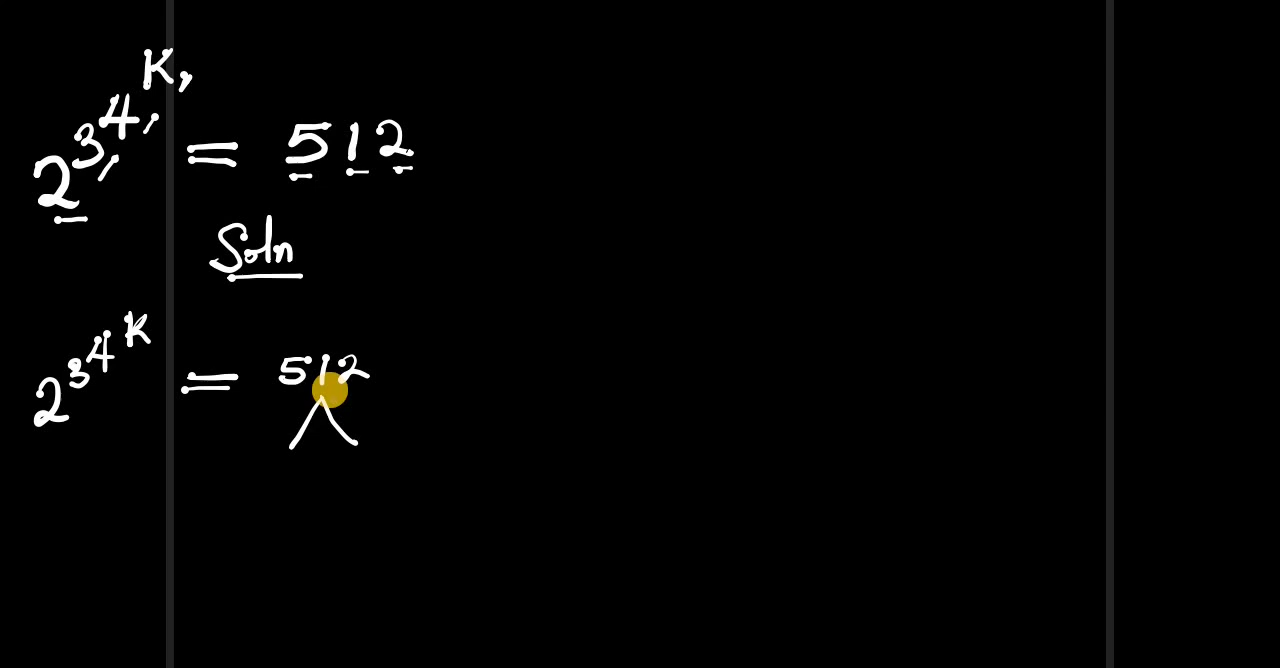 2^3^4^K, = 512
Soln
2^3^4^K = 512